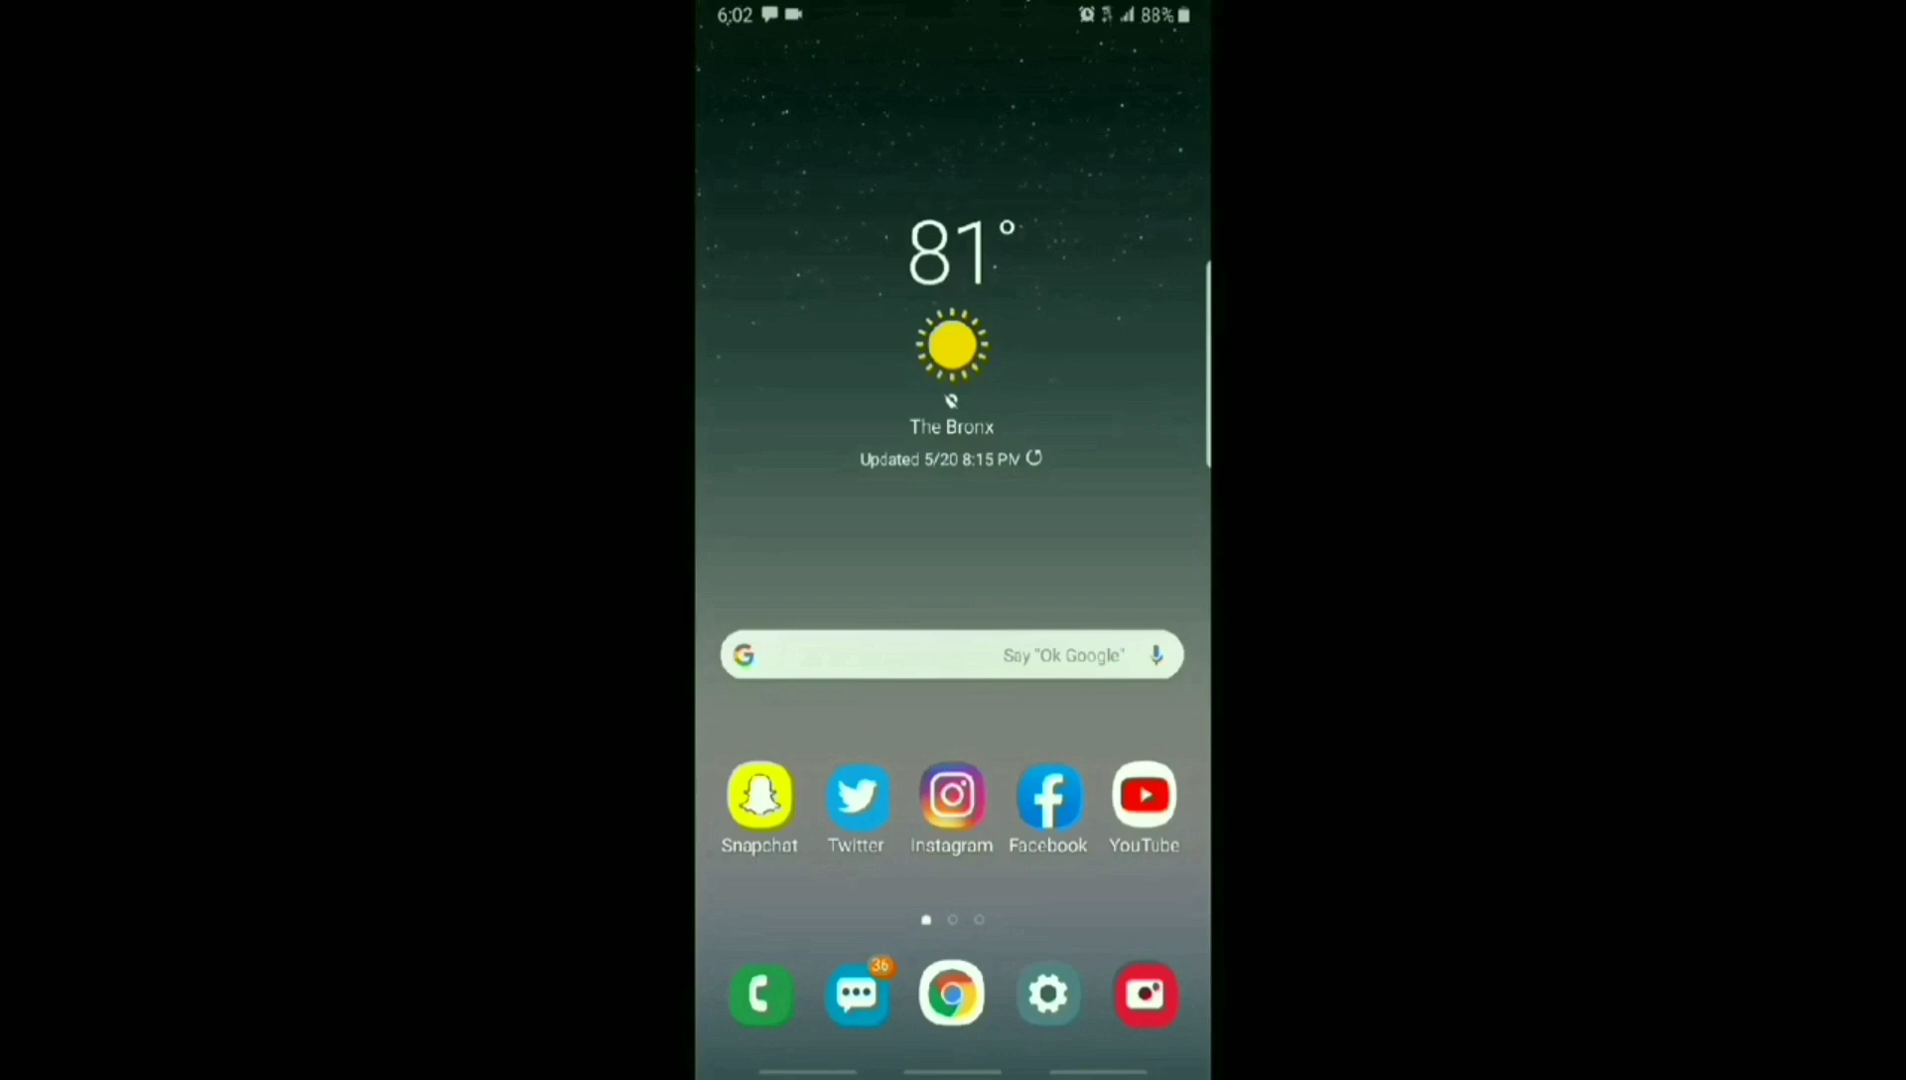 6:02 88%
81°
The Bronx
Updated 5/20 8:15 PM
Say "Ok Google"
Snapchat Twitter Instagram Facebook YouTube
36